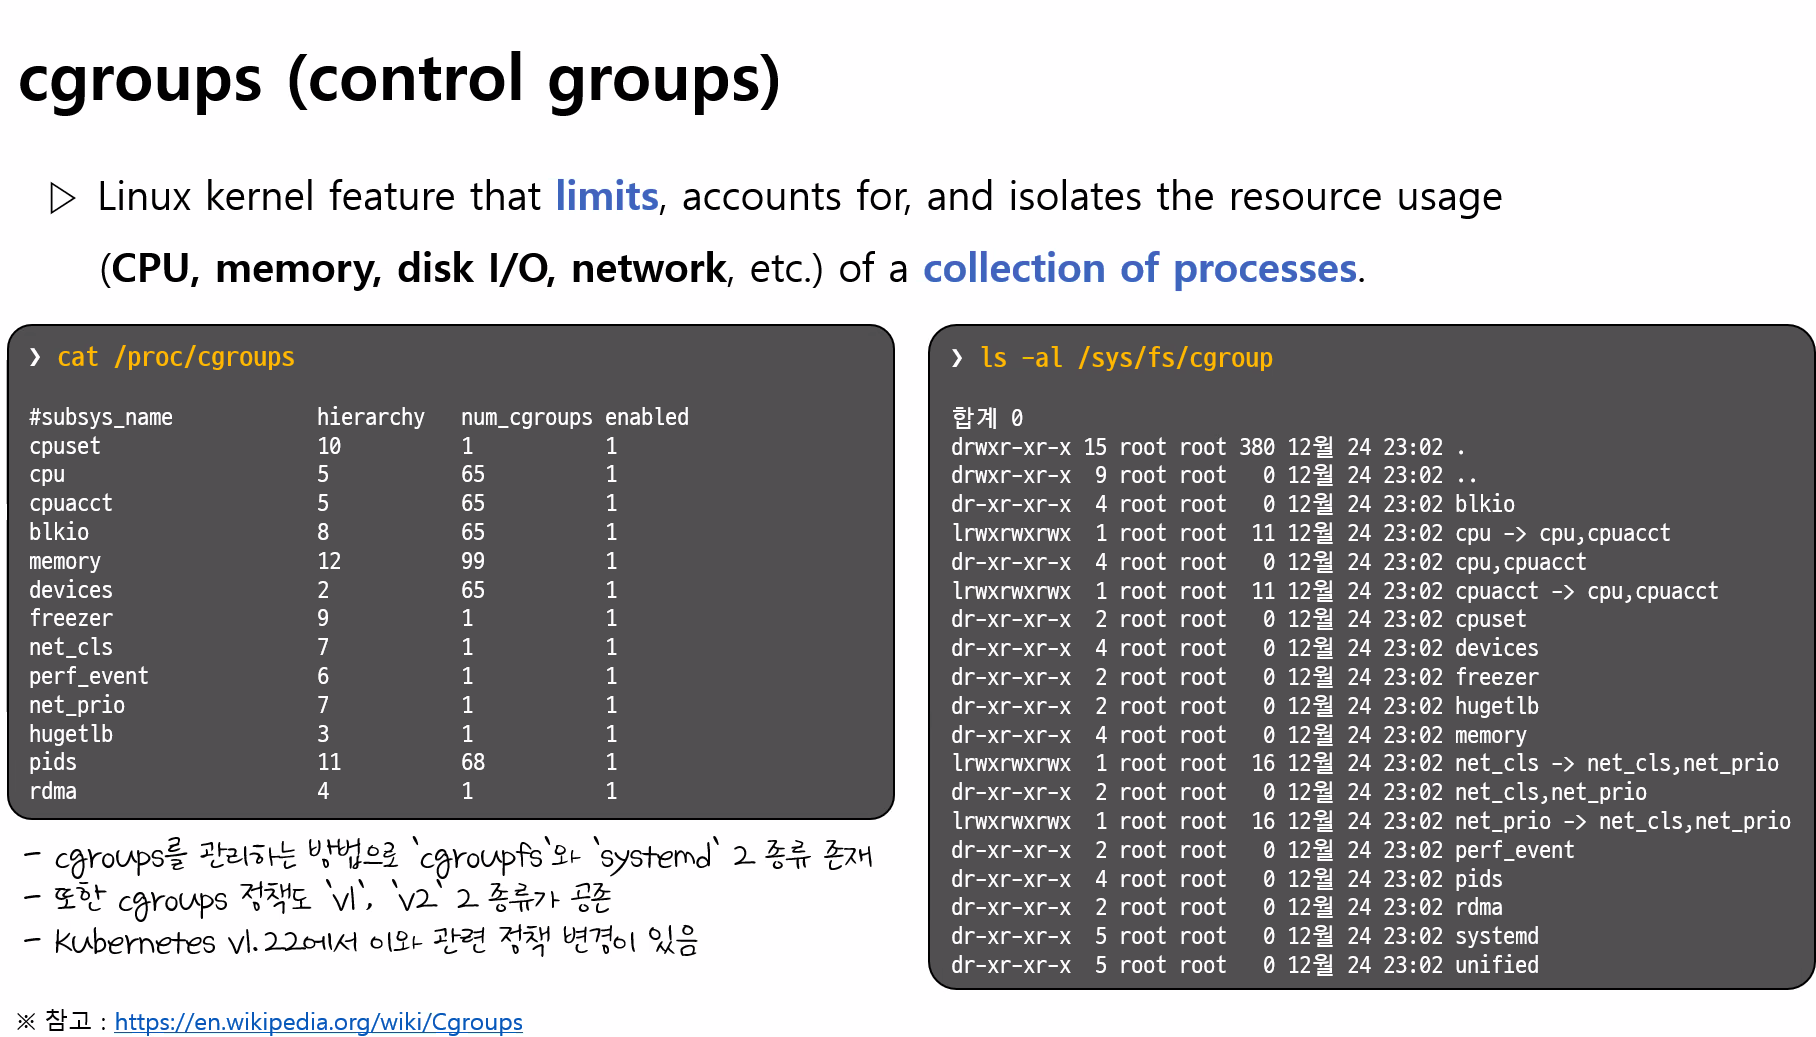 cgroups (control groups)
▷ Linux kernel feature that limits, accounts for, and isolates the resource usage
(CPU, memory, disk I/O, network, etc.) of a collection of processes.
❯ cat /proc/cgroups
#subsys_name hierarchy num_cgroups enabled
cpuset 10 1 1
cpu 5 65 1
cpuacct 5 65 1
blkio 8 65 1
memory 12 99 1
devices 2 65 1
freezer 9 1 1
net_cls 7 1 1
perf_event 6 1 1
net_prio 7 1 1
hugetlb 3 1 1
pids 11 68 1
rdma 4 1 1
❯ ls -al /sys/fs/cgroup
합계 0
drwxr-xr-x 15 root root 380 12월 24 23:02 .
drwxr-xr-x 9 root root 0 12월 24 23:02 ..
dr-xr-xr-x 4 root root 0 12월 24 23:02 blkio
lrwxrwxrwx 1 root root 11 12월 24 23:02 cpu -> cpu,cpuacct
dr-xr-xr-x 4 root root 0 12월 24 23:02 cpu,cpuacct
lrwxrwxrwx 1 root root 11 12월 24 23:02 cpuacct -> cpu,cpuacct
dr-xr-xr-x 2 root root 0 12월 24 23:02 cpuset
dr-xr-xr-x 4 root root 0 12월 24 23:02 devices
dr-xr-xr-x 2 root root 0 12월 24 23:02 freezer
dr-xr-xr-x 2 root root 0 12월 24 23:02 hugetlb
dr-xr-xr-x 4 root root 0 12월 24 23:02 memory
lrwxrwxrwx 1 root root 16 12월 24 23:02 net_cls -> net_cls,net_prio
dr-xr-xr-x 2 root root 0 12월 24 23:02 net_cls,net_prio
lrwxrwxrwx 1 root root 16 12월 24 23:02 net_prio -> net_cls,net_prio
dr-xr-xr-x 2 root root 0 12월 24 23:02 perf_event
dr-xr-xr-x 4 root root 0 12월 24 23:02 pids
dr-xr-xr-x 2 root root 0 12월 24 23:02 rdma
dr-xr-xr-x 5 root root 0 12월 24 23:02 systemd
dr-xr-xr-x 5 root root 0 12월 24 23:02 unified
- cgroups를 관리하는 방법으로 `cgroupfs`와 `systemd` 2 종류 존재
- 또한 cgroups 정책도 `v1`, `v2` 2 종류가 공존
- Kubernetes v1.22에서 이와 관련 정책 변경이 있음
※ 참고 : https://en.wikipedia.org/wiki/Cgroups